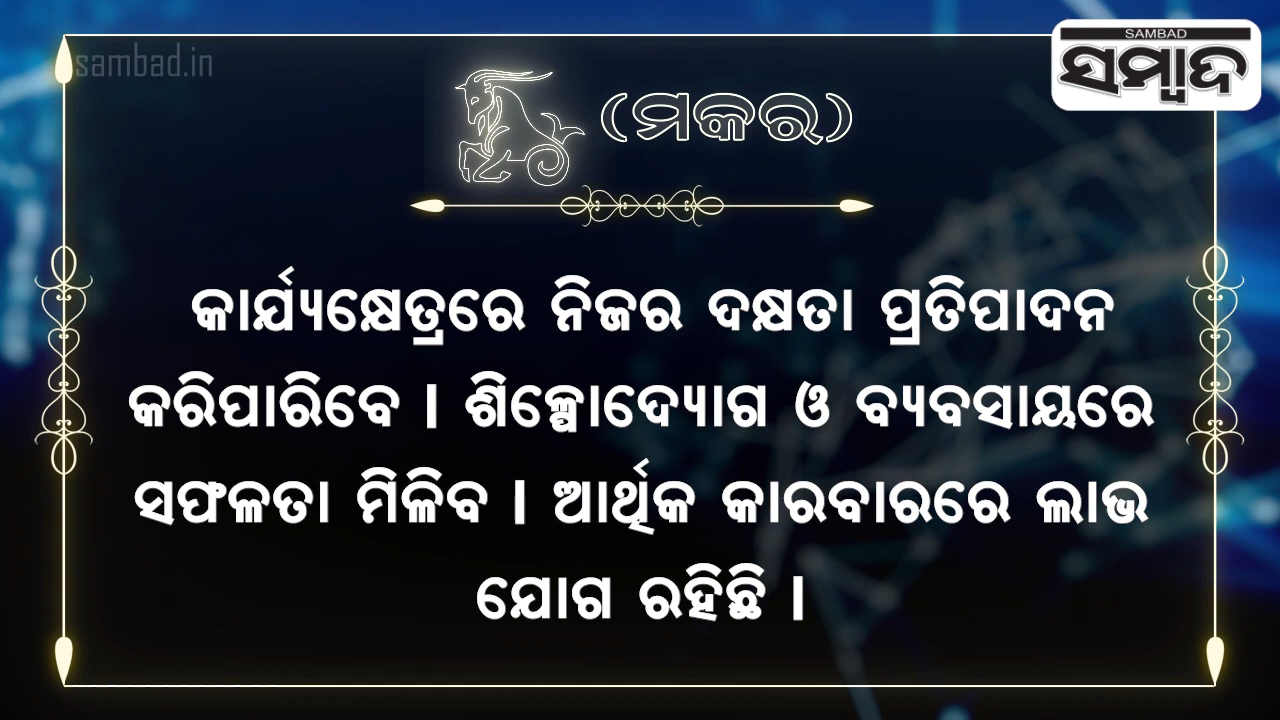 sambad.in
SAMBAD
ସମ୍ବାଦ
(ମକର)
କାର୍ଯ୍ୟକ୍ଷେତ୍ରରେ ନିଜର ଦକ୍ଷତା ପ୍ରତିପାଦନ
କରିପାରିବେ । ଶିଳ୍ପୋଦ୍ୟୋଗ ଓ ବ୍ୟବସାୟରେ
ସଫଳତା ମିଳିବ । ଆର୍ଥିକ କାରବାରରେ ଲାଭ
ଯୋଗ ରହିଛି ।